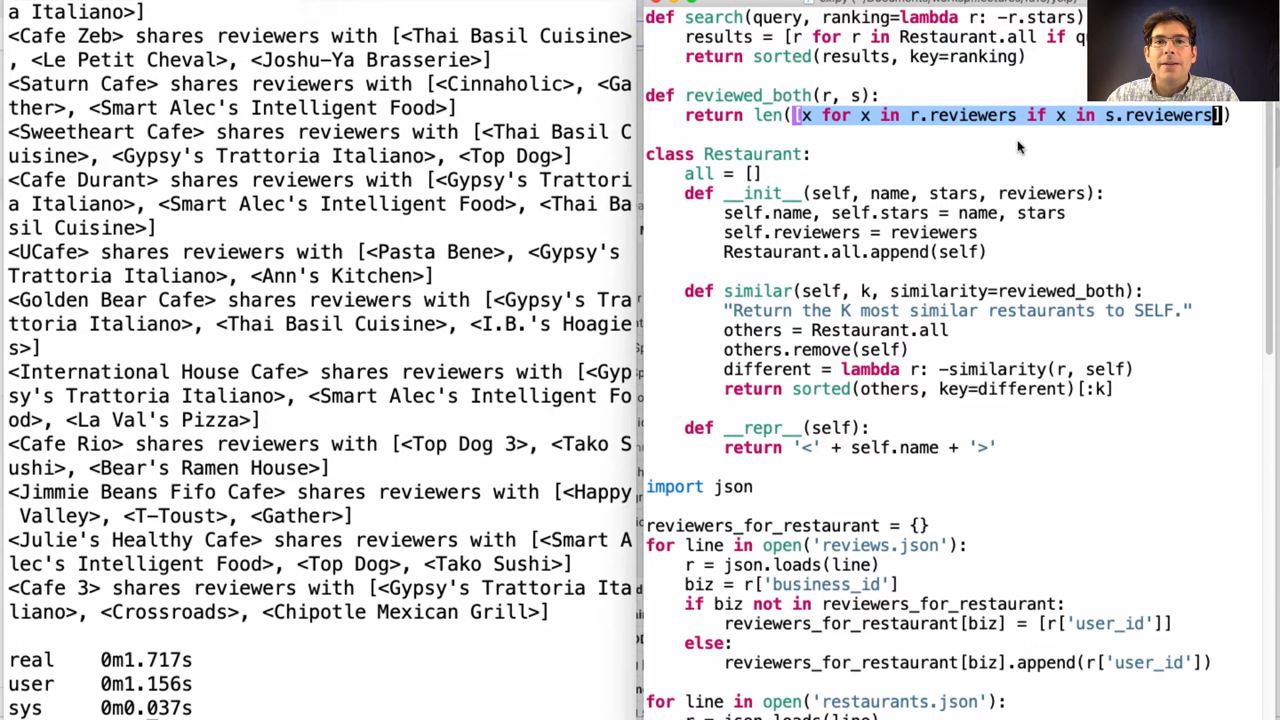 a Italiano>]
<Cafe Zeb> shares reviewers with [<Thai Basil Cuisine>
, <Le Petit Cheval>, <Joshu-Ya Brasserie>]
<Saturn Cafe> shares reviewers with [<Cinnaholic>, <Ga
ther>, <Smart Alec's Intelligent Food>]
<Sweetheart Cafe> shares reviewers with [<Thai Basil C
uisine>, <Gypsy's Trattoria Italiano>, <Top Dog>]
<Cafe Durant> shares reviewers with [<Gypsy's Trattori
a Italiano>, <Smart Alec's Intelligent Food>, <Thai Ba
sil Cuisine>]
<UCafe> shares reviewers with [<Pasta Bene>, <Gypsy's 
Trattoria Italiano>, <Ann's Kitchen>]
<Golden Bear Cafe> shares reviewers with [<Gypsy's Tra
ttoria Italiano>, <Thai Basil Cuisine>, <I.B.'s Hoagie
s>]
<International House Cafe> shares reviewers with [<Gyp
sy's Trattoria Italiano>, <Smart Alec's Intelligent Fo
od>, <La Val's Pizza>]
<Cafe Rio> shares reviewers with [<Top Dog 3>, <Tako S
ushi>, <Bear's Ramen House>]
<Jimmie Beans Fifo Cafe> shares reviewers with [<Happy
 Valley>, <T-Toust>, <Gather>]
<Julie's Healthy Cafe> shares reviewers with [<Smart A
lec's Intelligent Food>, <Top Dog>, <Tako Sushi>]
<Cafe 3> shares reviewers with [<Gypsy's Trattoria Ita
liano>, <Crossroads>, <Chipotle Mexican Grill>]
real 0m1.717s
user 0m1.156s
sys 0m0.037s
def search(query, ranking=lambda r: -r.stars)
results = [r for r in Restaurant.all if q
return sorted(results, key=ranking)
def reviewed_both(r, s):
return len([x for x in r.reviewers if x in s.reviewers])
class Restaurant:
all = []
def __init__(self, name, stars, reviewers):
self.name, self.stars = name, stars
self.reviewers = reviewers
Restaurant.all.append(self)
def similar(self, k, similarity=reviewed_both):
"Return the K most similar restaurants to SELF."
others = Restaurant.all
others.remove(self)
different = lambda r: -similarity(r, self)
return sorted(others, key=different)[:k]
def __repr__(self):
return '<' + self.name + '>'
import json
reviewers_for_restaurant = {}
for line in open('reviews.json'):
r = json.loads(line)
biz = r['business_id']
if biz not in reviewers_for_restaurant:
reviewers_for_restaurant[biz] = [r['user_id']]
else:
reviewers_for_restaurant[biz].append(r['user_id'])
for line in open('restaurants.json'):
r = json.loads(line)